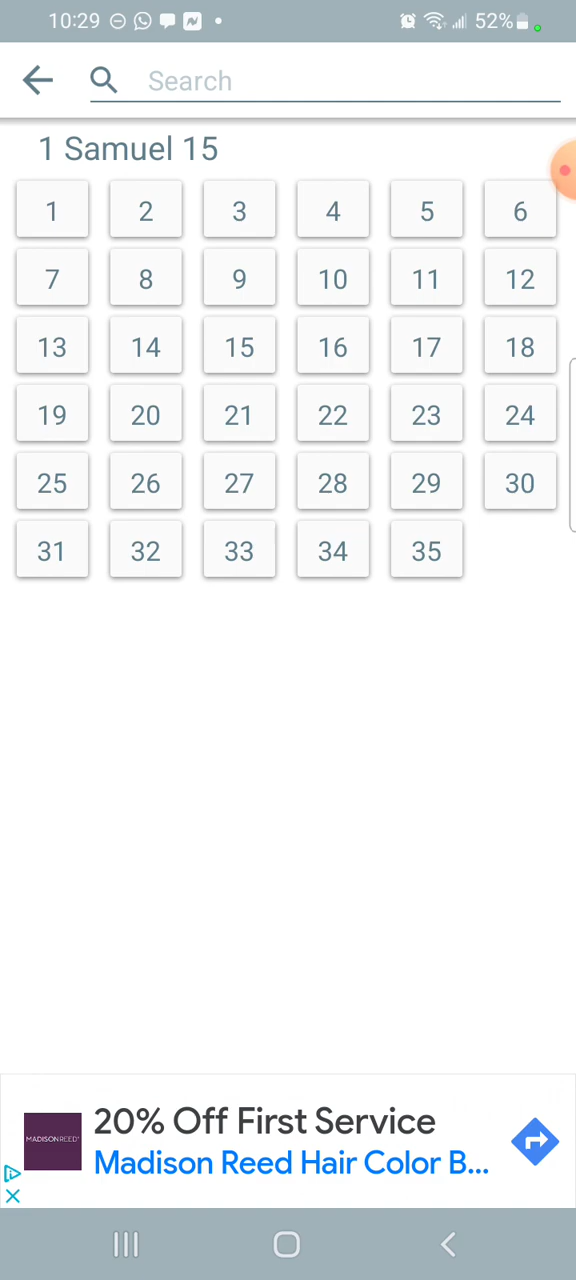 10:29 52%
Search
1 Samuel 15
1 2 3 4 5 6
7 8 9 10 11 12
13 14 15 16 17 18
19 20 21 22 23 24
25 26 27 28 29 30
31 32 33 34 35
20% Off First Service
MADISON REED
Madison Reed Hair Color B...